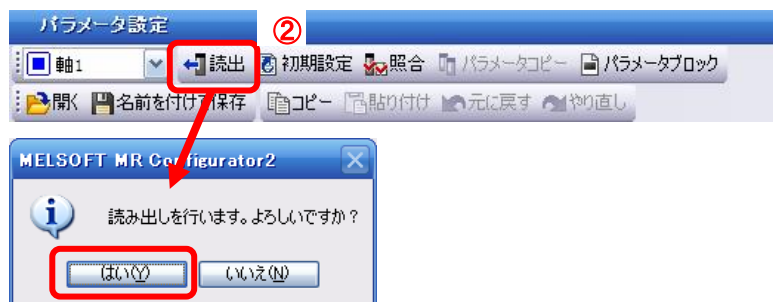 パラメータ設定
②
軸1 読出 初期設定 照合 パラメータコピー パラメータブロック
開く 名前を付けて保存 コピー 貼り付け 元に戻す やり直し
MELSOFT MR Configurator2
読み出しを行います。よろしいですか?
はい(Y) いいえ(N)